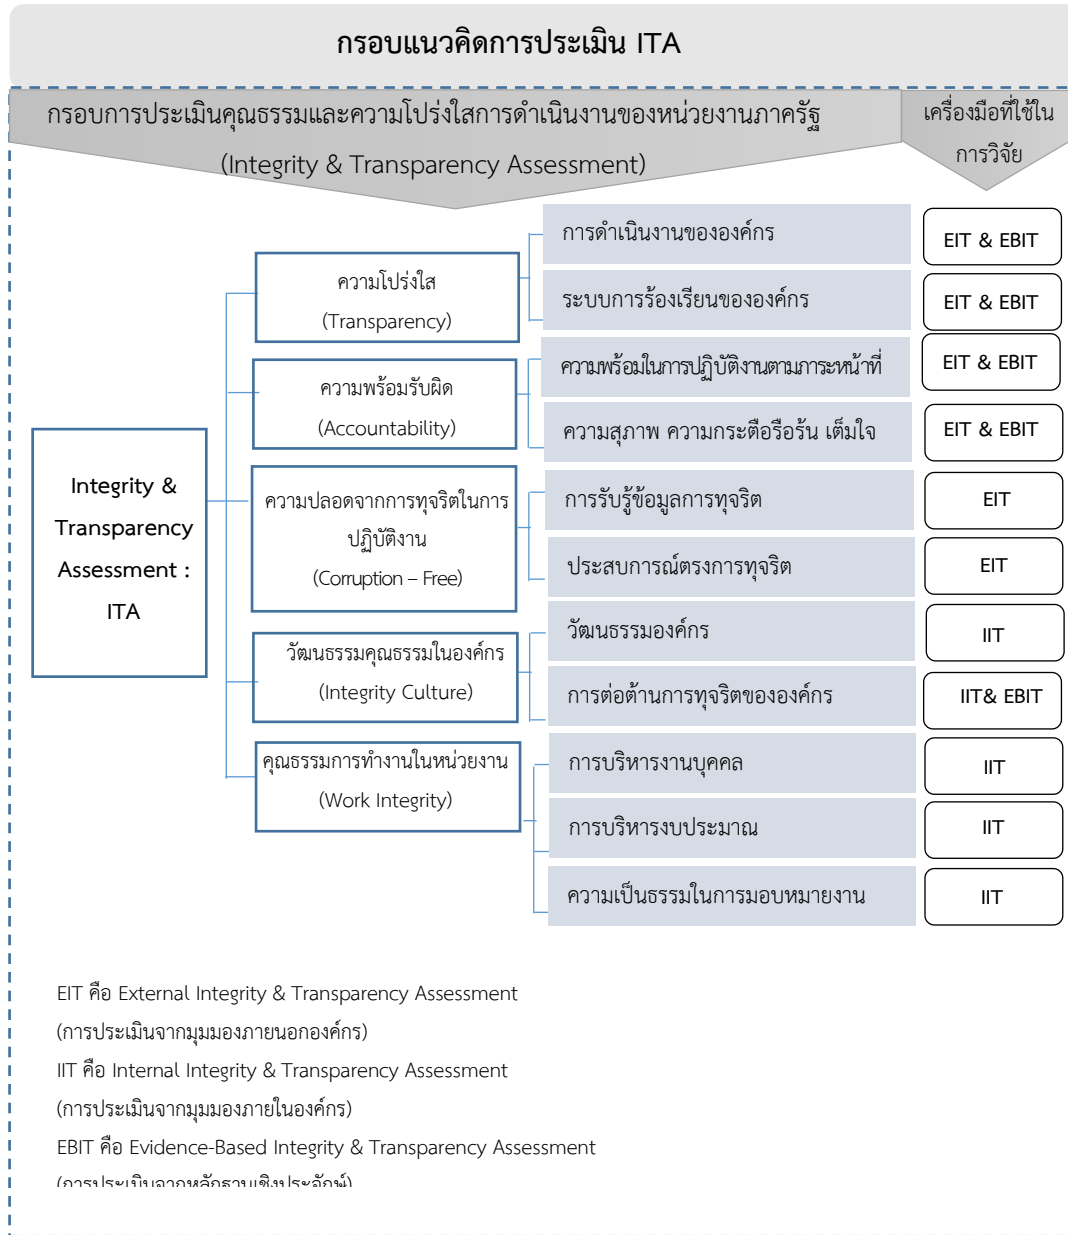 กรอบแนวคิดการประเมิน ITA
กรอบการประเมินคุณธรรมและความโปร่งใสการดำเนินงานของหน่วยงานภาครัฐ
(Integrity & Transparency Assessment)
เครื่องมือที่ใช้ใน
การวิจัย
Integrity &
Transparency
Assessment :
ITA
ความโปร่งใส
(Transparency)
การดำเนินงานขององค์กร
EIT & EBIT
ระบบการร้องเรียนขององค์กร
EIT & EBIT
ความพร้อมรับผิด
(Accountability)
ความพร้อมในการปฏิบัติงานตามภาระหน้าที่
EIT & EBIT
ความสุภาพ ความกระตือรือร้น เต็มใจ
EIT & EBIT
ความปลอดจากการทุจริตในการ
ปฏิบัติงาน
(Corruption – Free)
การรับรู้ข้อมูลการทุจริต
EIT
ประสบการณ์ตรงการทุจริต
EIT
วัฒนธรรมคุณธรรมในองค์กร
(Integrity Culture)
วัฒนธรรมองค์กร
IIT
การต่อต้านการทุจริตขององค์กร
IIT& EBIT
คุณธรรมการทำงานในหน่วยงาน
(Work Integrity)
การบริหารงานบุคคล
IIT
การบริหารงบประมาณ
IIT
ความเป็นธรรมในการมอบหมายงาน
IIT
EIT คือ External Integrity & Transparency Assessment
(การประเมินจากมุมมองภายนอกองค์กร)
IIT คือ Internal Integrity & Transparency Assessment
(การประเมินจากมุมมองภายในองค์กร)
EBIT คือ Evidence-Based Integrity & Transparency Assessment
(การประเมินจากหลักฐานเชิงประจักษ์)